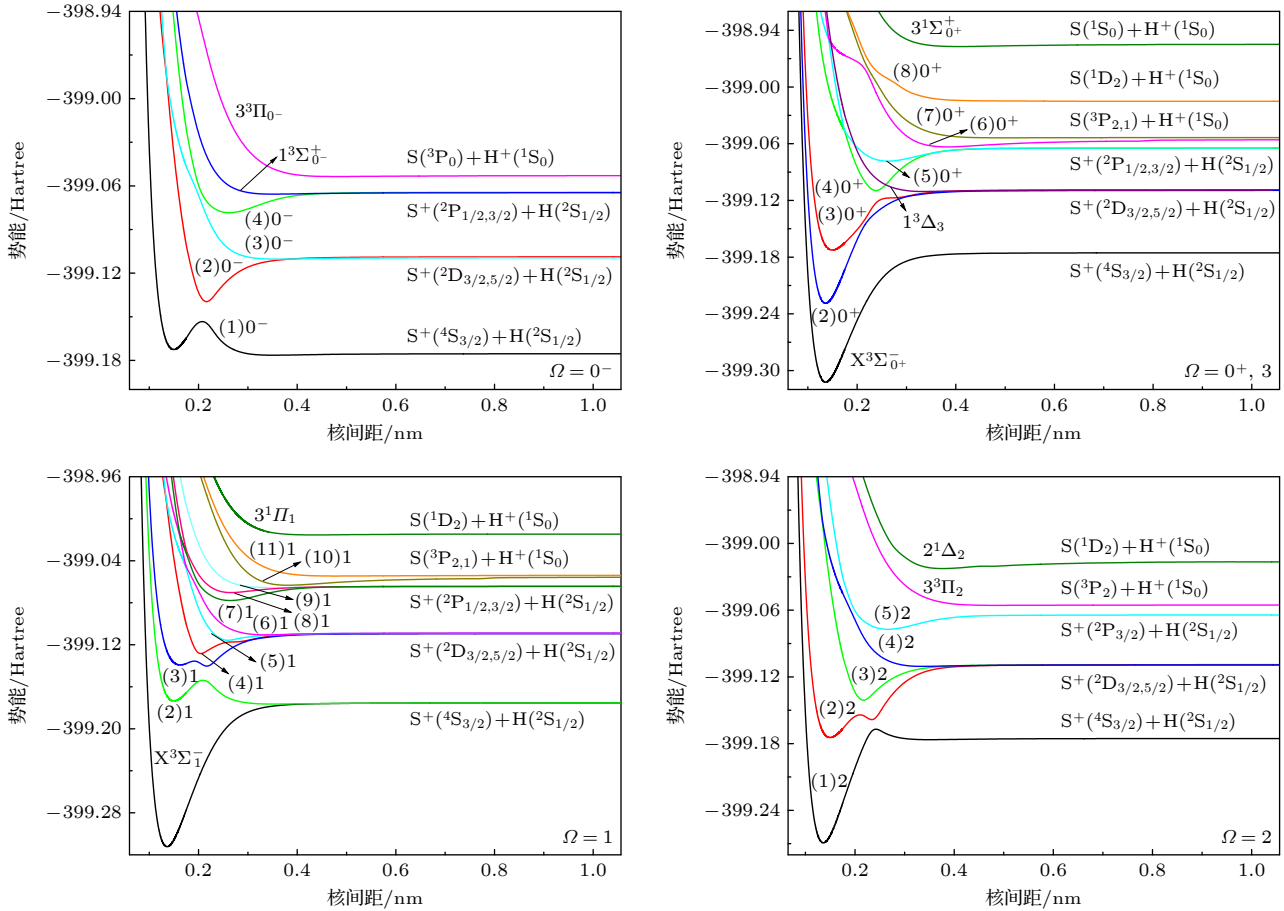 −398.94
−399.00
−399.06
−399.12
−399.18
势能/Hartree
3³Π₀₋
1³Σ⁺₀₋
S(³P₀)+H⁺(¹S₀)
(4)0⁻
S⁺(²P₁/₂,₃/₂)+H(²S₁/₂)
(3)0⁻
(2)0⁻
S⁺(²D₃/₂,₅/₂)+H(²S₁/₂)
(1)0⁻
S⁺(⁴S₃/₂)+H(²S₁/₂)
Ω=0⁻
0.2 0.4 0.6 0.8 1.0
核间距/nm
−398.94
−399.00
−399.06
−399.12
−399.18
−399.24
−399.30
势能/Hartree
3¹Σ⁺₀₊
S(¹S₀)+H⁺(¹S₀)
(8)0⁺
S(¹D₂)+H⁺(¹S₀)
(7)0⁺
(6)0⁺
S(³P₂,₁)+H⁺(¹S₀)
(5)0⁺
S⁺(²P₁/₂,₃/₂)+H(²S₁/₂)
(4)0⁺
(3)0⁺
1³Δ₃
S⁺(²D₃/₂,₅/₂)+H(²S₁/₂)
S⁺(⁴S₃/₂)+H(²S₁/₂)
(2)0⁺
X³Σ⁻₀₊
Ω=0⁺, 3
0.2 0.4 0.6 0.8 1.0
核间距/nm
−398.96
−399.04
−399.12
−399.20
−399.28
势能/Hartree
3¹Π₁
S(¹D₂)+H⁺(¹S₀)
(11)1
(10)1
S(³P₂,₁)+H⁺(¹S₀)
(9)1
S⁺(²P₁/₂,₃/₂)+H(²S₁/₂)
(7)1
(8)1
(6)1
(5)1
S⁺(²D₃/₂,₅/₂)+H(²S₁/₂)
(3)1
(4)1
(2)1
S⁺(⁴S₃/₂)+H(²S₁/₂)
X³Σ⁻₁
Ω=1
0.2 0.4 0.6 0.8 1.0
核间距/nm
−398.94
−399.00
−399.06
−399.12
−399.18
−399.24
势能/Hartree
2¹Δ₂
S(¹D₂)+H⁺(¹S₀)
3³Π₂
S(³P₂)+H⁺(¹S₀)
(5)2
S⁺(²P₃/₂)+H(²S₁/₂)
(4)2
(3)2
S⁺(²D₃/₂,₅/₂)+H(²S₁/₂)
(2)2
S⁺(⁴S₃/₂)+H(²S₁/₂)
(1)2
Ω=2
0.2 0.4 0.6 0.8 1.0
核间距/nm